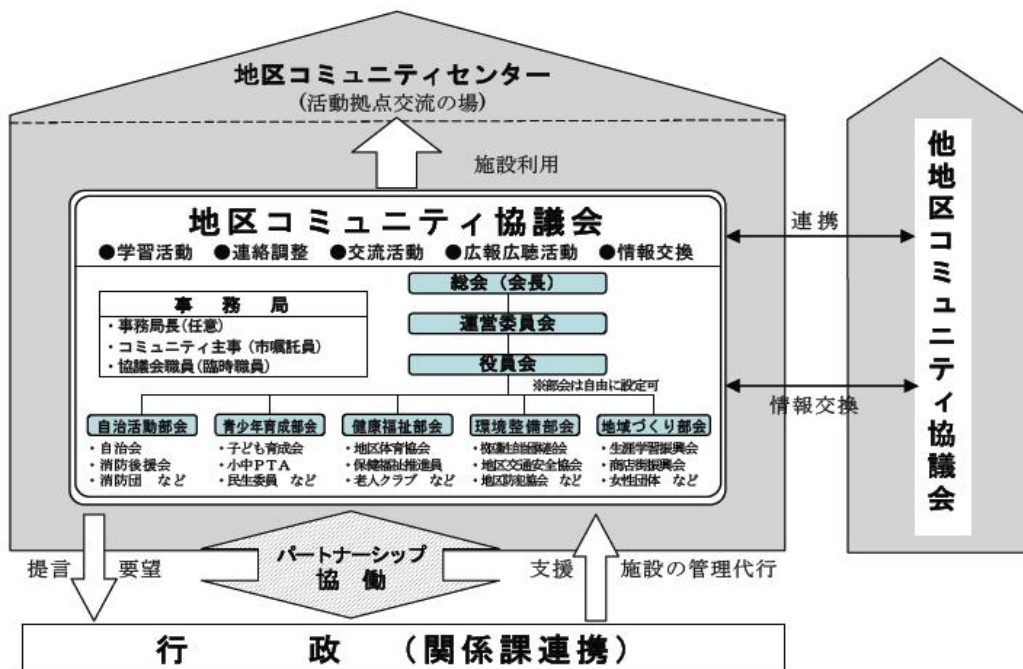 地区コミュニティセンター
(活動拠点交流の場)
施設利用
地区コミュニティ協議会
●学習活動 ●連絡調整 ●交流活動 ●広報広聴活動 ●情報交換
事務局
・事務局長(任意)
・コミュニティ主事(市嘱託員)
・協議会職員(臨時職員)
総会(会長)
運営委員会
役員会
※部会は自由に設定可
自治活動部会
・自治会
・消防後援会
・消防団 など
青少年育成部会
・子ども育成会
・小中PTA
・民生委員 など
健康福祉部会
・地区体育協会
・保健福祉推進員
・老人クラブ など
環境整備部会
・地区交通安全協会
・地区防犯協会 など
地域づくり部会
・生涯学習振興会
・商店街振興会
・女性団体 など
連携
情報交換
他地区コミュニティ協議会
提言 要望
パートナーシップ
協働
支援 施設の管理代行
行政(関係課連携)